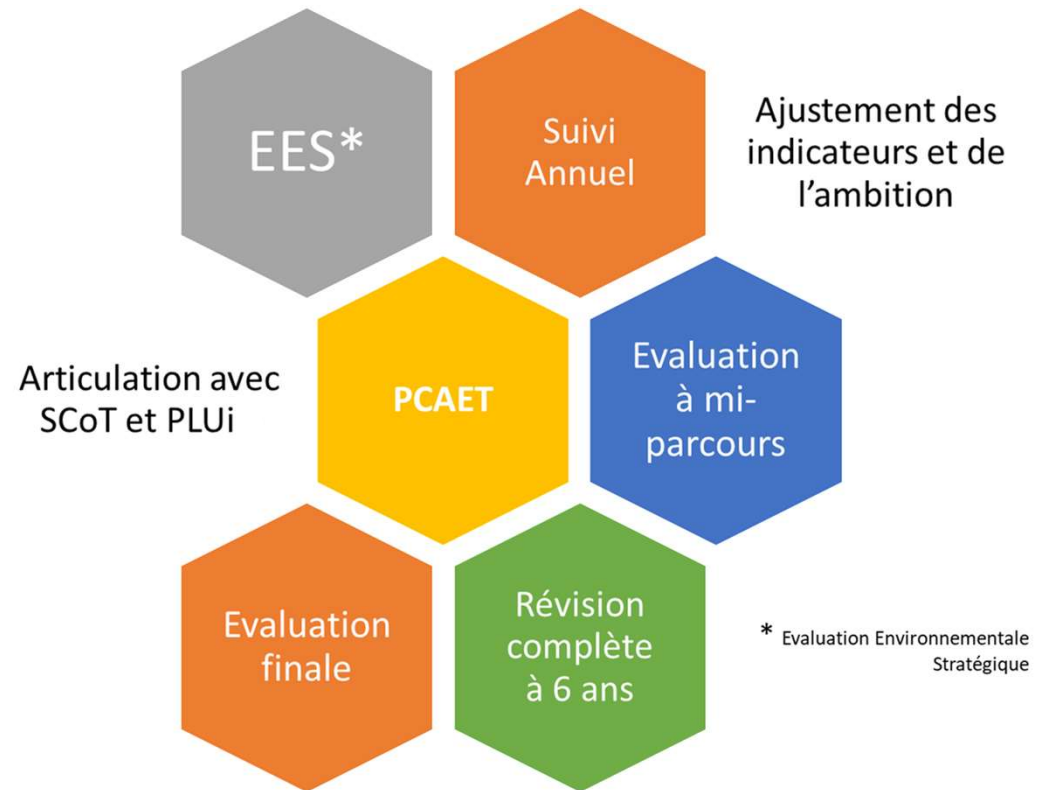 EES*
Suivi
Annuel
Ajustement des
indicateurs et de
l’ambition
Articulation avec
SCoT et PLUi
PCAET
Evaluation
à mi-
parcours
Evaluation
finale
Révision
complète
à 6 ans
* Evaluation Environnementale
Stratégique